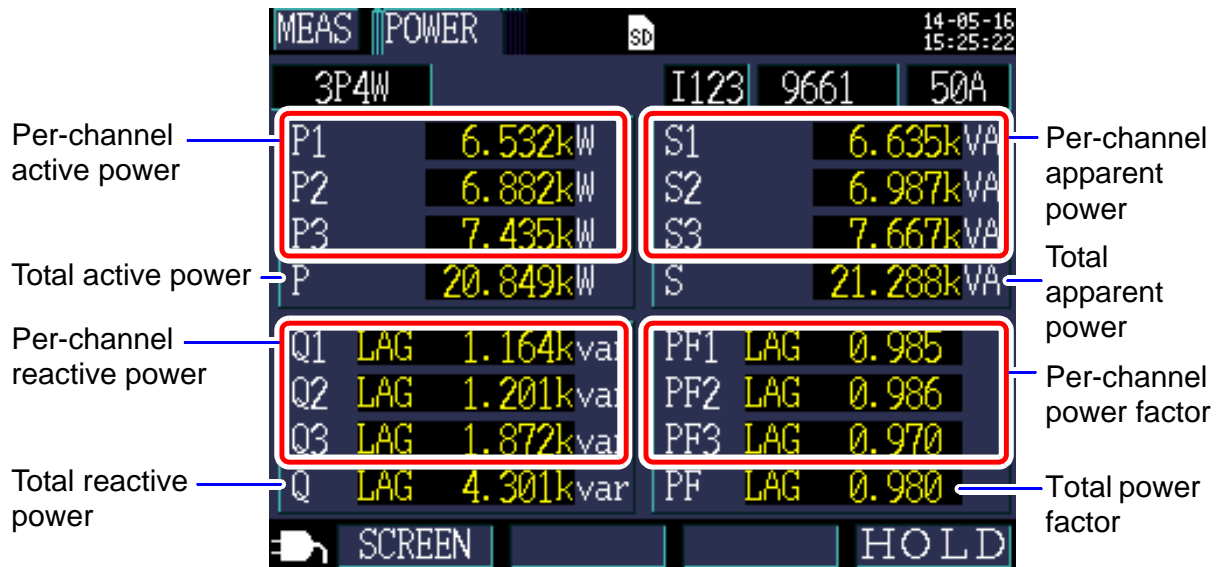 MEAS POWER SD 14-05-16
15:25:22
3P4W I123 9661 50A
Per-channel
active power
P1 6.532kW S1 6.635kVA
P2 6.882kW S2 6.987kVA
P3 7.435kW S3 7.667kVA
Per-channel
apparent
power
Total active power
P 20.849kW S 21.288kVA
Total
apparent
power
Per-channel
reactive power
Q1 LAG 1.164kvar PF1 LAG 0.985
Q2 LAG 1.201kvar PF2 LAG 0.986
Q3 LAG 1.872kvar PF3 LAG 0.970
Per-channel
power factor
Total reactive
power
Q LAG 4.301kvar PF LAG 0.980
Total power
factor
SCREEN HOLD